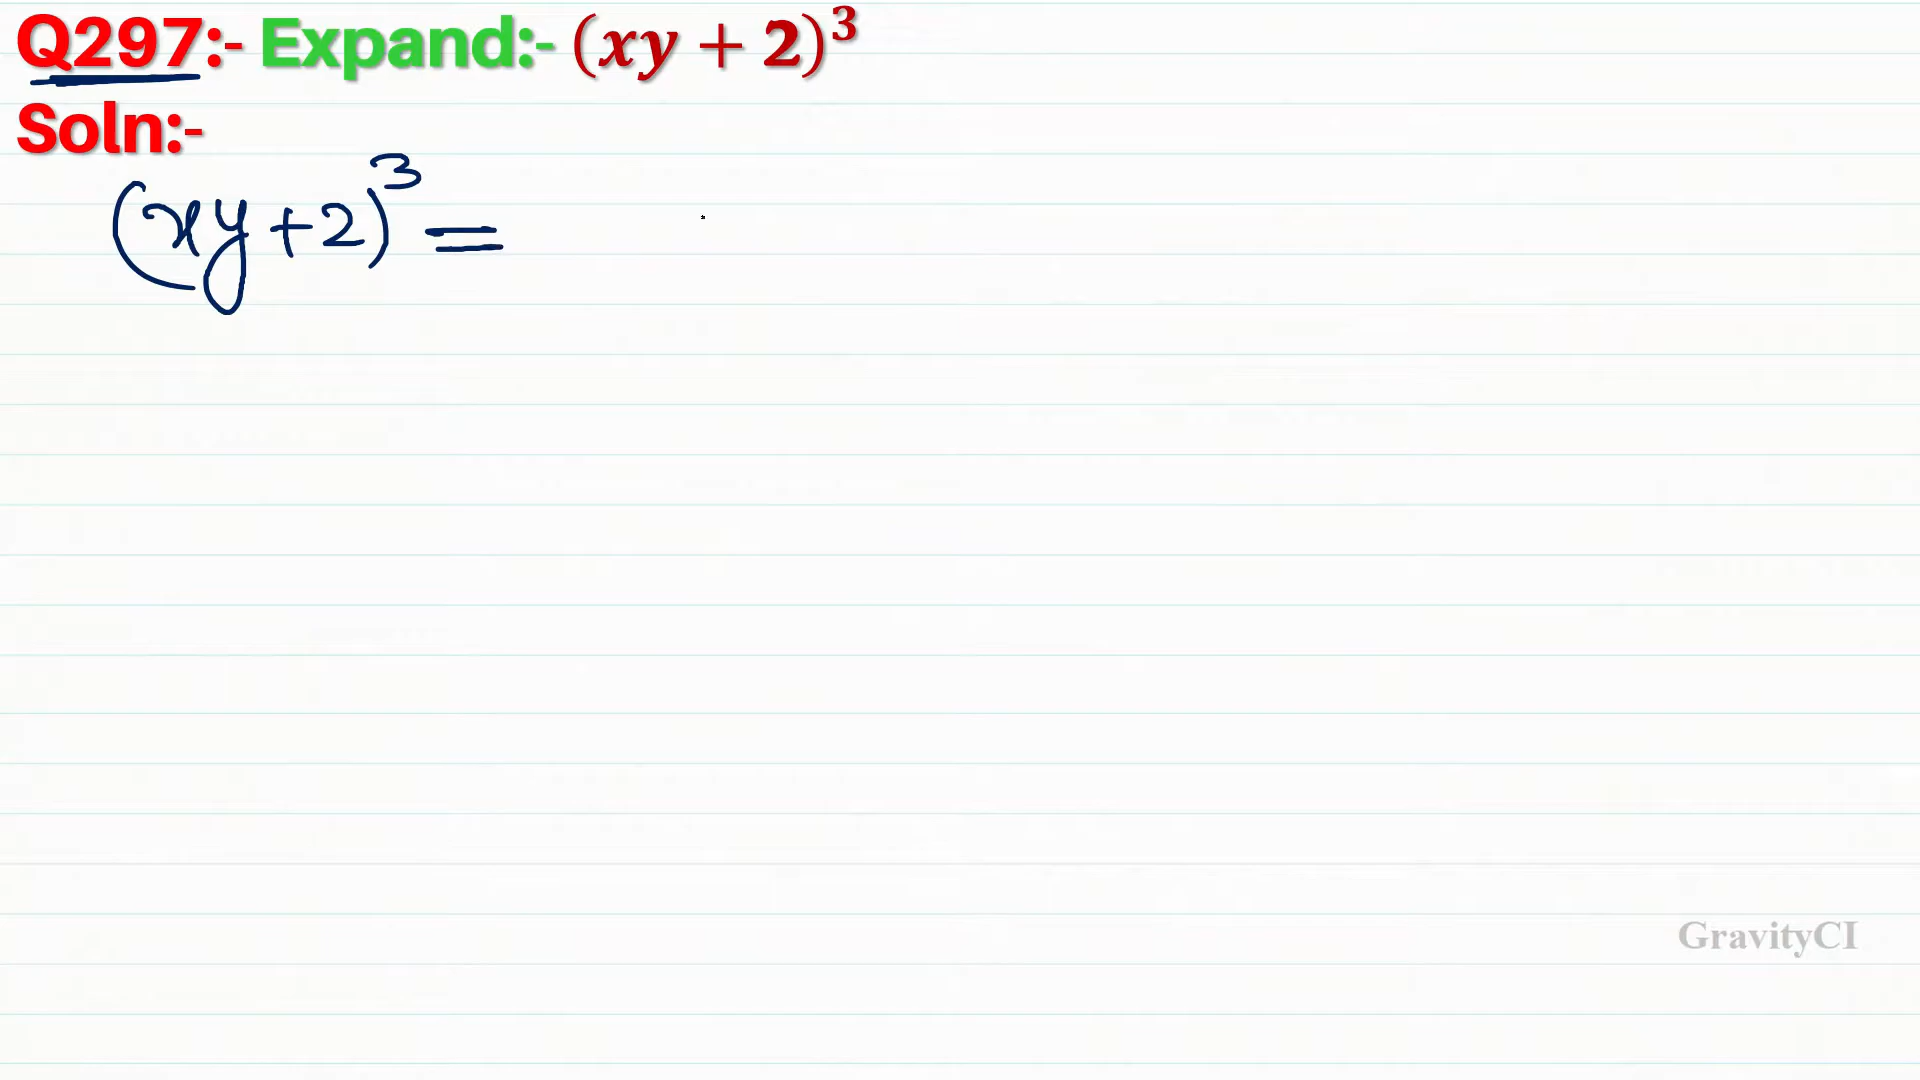 Q297:- Expand:- (xy + 2)³
Soln:-
(xy+2)³ =
GravityCI